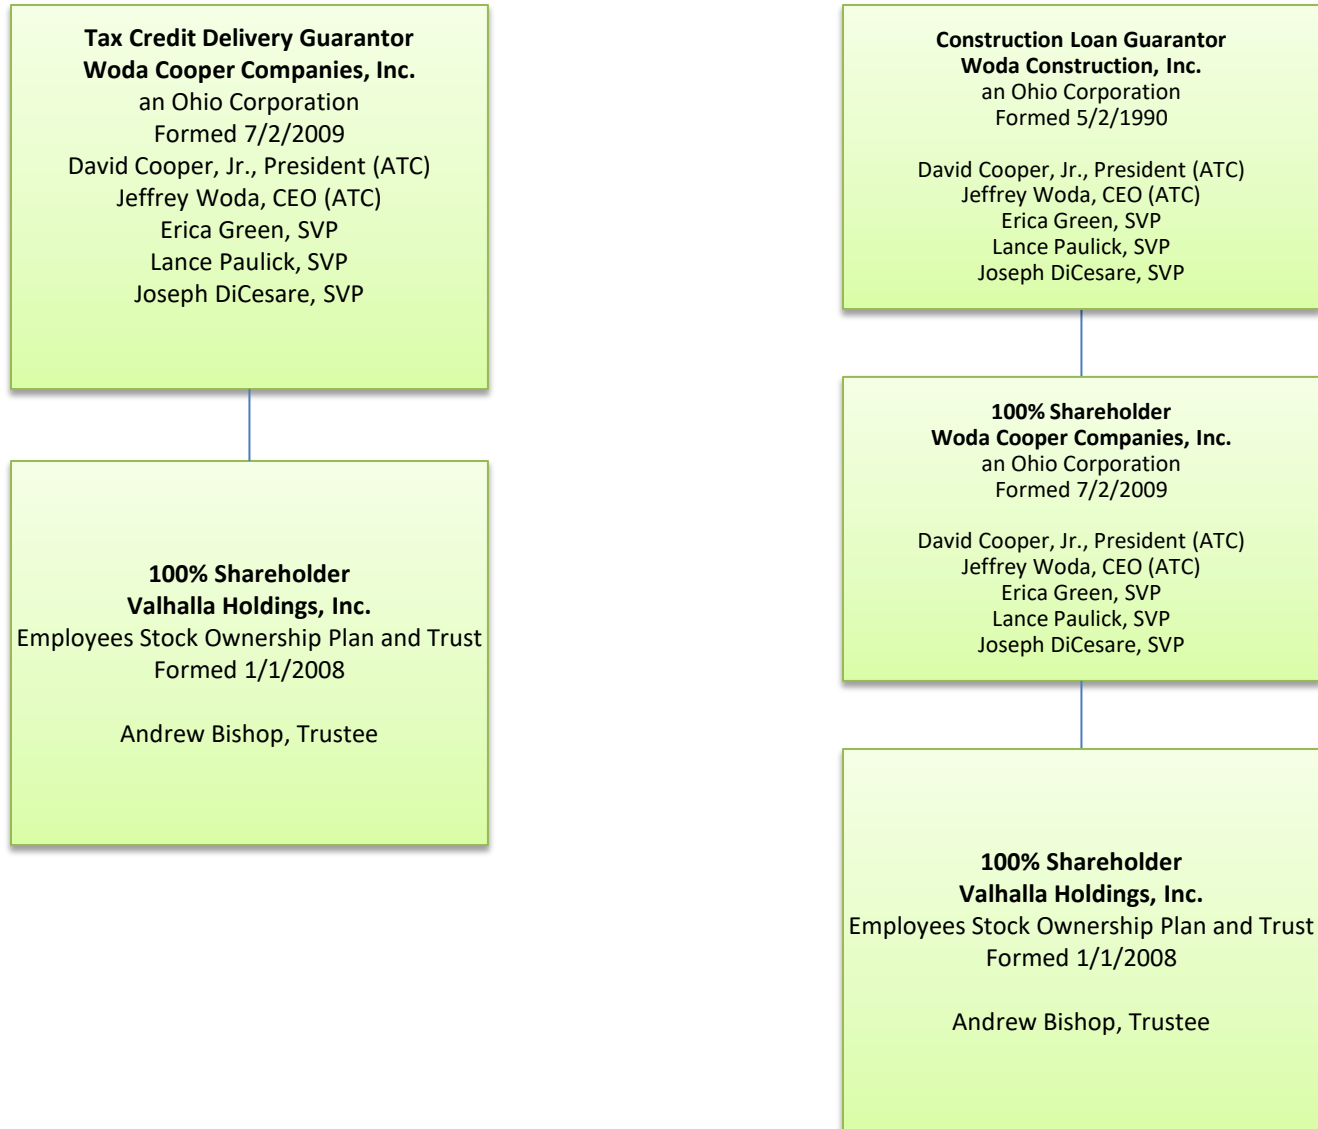 Tax Credit Delivery Guarantor
Woda Cooper Companies, Inc.
an Ohio Corporation
Formed 7/2/2009
David Cooper, Jr., President (ATC)
Jeffrey Woda, CEO (ATC)
Erica Green, SVP
Lance Paulick, SVP
Joseph DiCesare, SVP
100% Shareholder
Valhalla Holdings, Inc.
Employees Stock Ownership Plan and Trust
Formed 1/1/2008
Andrew Bishop, Trustee
Construction Loan Guarantor
Woda Construction, Inc.
an Ohio Corporation
Formed 5/2/1990
David Cooper, Jr., President (ATC)
Jeffrey Woda, CEO (ATC)
Erica Green, SVP
Lance Paulick, SVP
Joseph DiCesare, SVP
100% Shareholder
Woda Cooper Companies, Inc.
an Ohio Corporation
Formed 7/2/2009
David Cooper, Jr., President (ATC)
Jeffrey Woda, CEO (ATC)
Erica Green, SVP
Lance Paulick, SVP
Joseph DiCesare, SVP
100% Shareholder
Valhalla Holdings, Inc.
Employees Stock Ownership Plan and Trust
Formed 1/1/2008
Andrew Bishop, Trustee